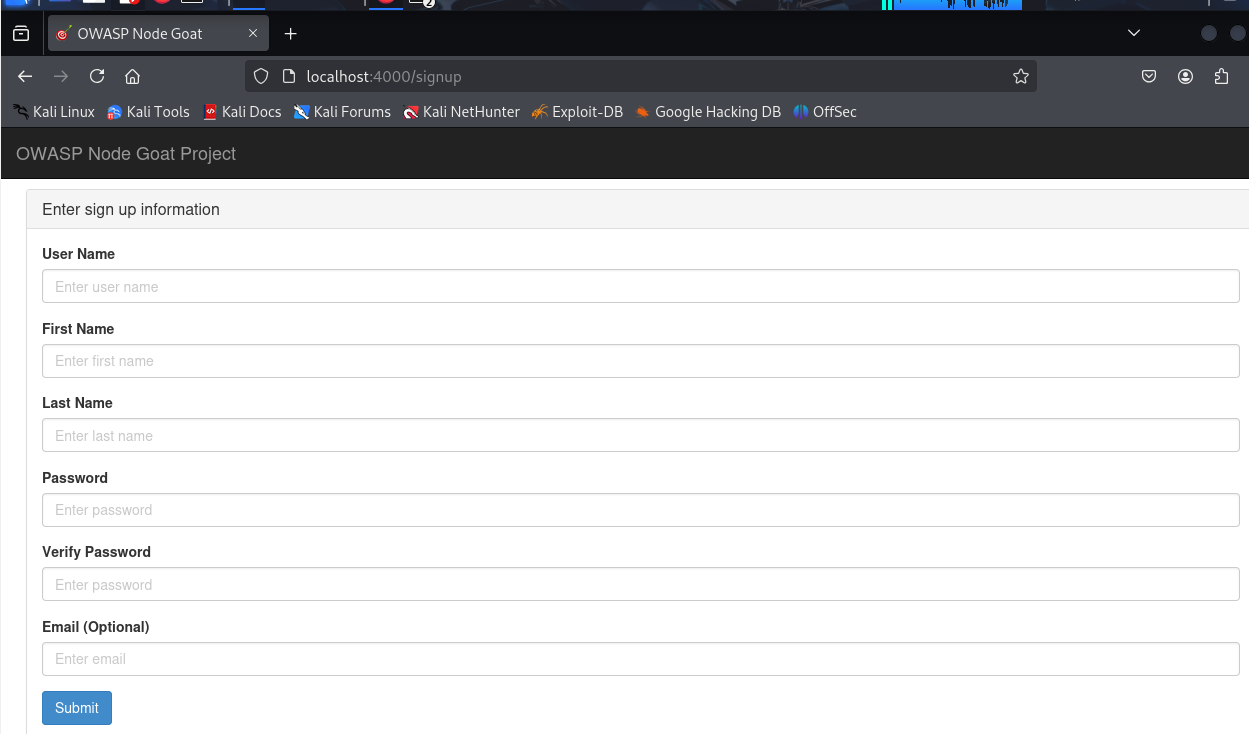 2
OWASP Node Goat
localhost:4000/signup
Kali Linux Kali Tools Kali Docs Kali Forums Kali NetHunter Exploit-DB Google Hacking DB OffSec
OWASP Node Goat Project
Enter sign up information
User Name
Enter user name
First Name
Enter first name
Last Name
Enter last name
Password
Enter password
Verify Password
Enter password
Email (Optional)
Enter email
Submit